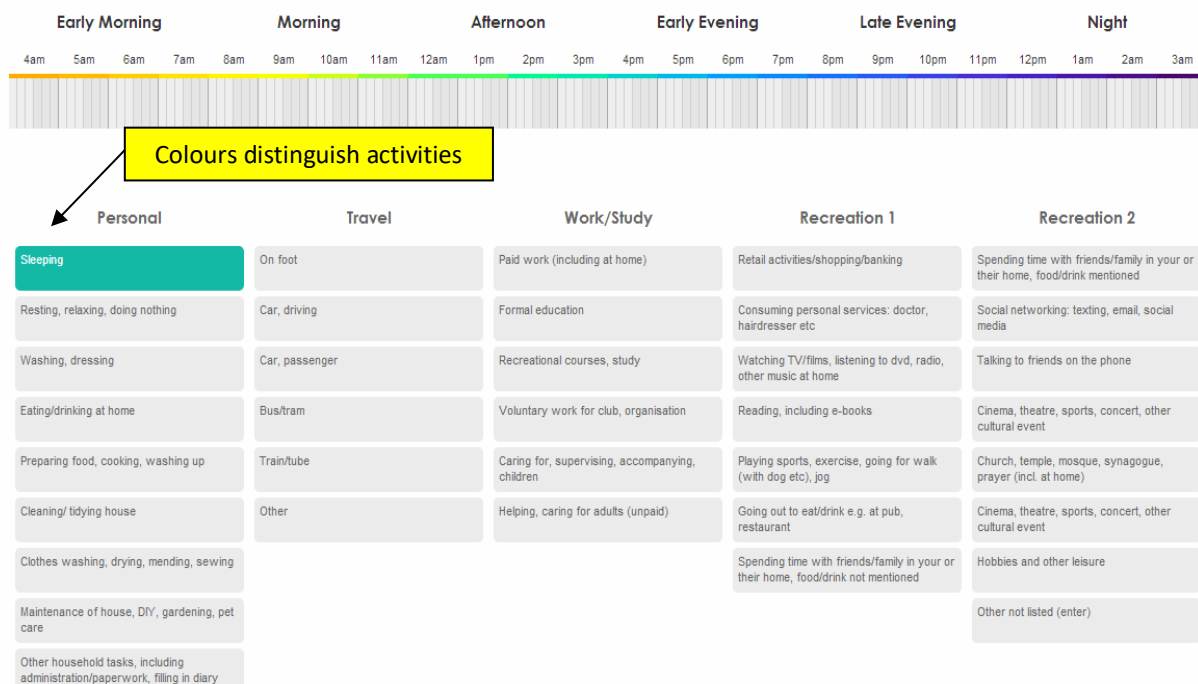 Early Morning Morning Afternoon Early Evening Late Evening Night
4am 5am 6am 7am 8am 9am 10am 11am 12am 1pm 2pm 3pm 4pm 5pm 6pm 7pm 8pm 9pm 10pm 11pm 12pm 1am 2am 3am
Colours distinguish activities
Personal
Sleeping
Resting, relaxing, doing nothing
Washing, dressing
Eating/drinking at home
Preparing food, cooking, washing up
Cleaning/ tidying house
Clothes washing, drying, mending, sewing
Maintenance of house, DIY, gardening, pet
care
Other household tasks, including
administration/paperwork, filling in diary
Travel
On foot
Car, driving
Car, passenger
Bus/tram
Train/tube
Other
Work/Study
Paid work (including at home)
Formal education
Recreational courses, study
Voluntary work for club, organisation
Caring for, supervising, accompanying,
children
Helping, caring for adults (unpaid)
Recreation 1
Retail activities/shopping/banking
Consuming personal services: doctor,
hairdresser etc
Watching TV/films, listening to dvd, radio,
other music at home
Reading, including e-books
Playing sports, exercise, going for walk
(with dog etc), jog
Going out to eat/drink e.g. at pub,
restaurant
Spending time with friends/family in your or
their home, food/drink not mentioned
Recreation 2
Spending time with friends/family in your or
their home, food/drink mentioned
Social networking: texting, email, social
media
Talking to friends on the phone
Cinema, theatre, sports, concert, other
cultural event
Church, temple, mosque, synagogue,
prayer (incl. at home)
Cinema, theatre, sports, concert, other
cultural event
Hobbies and other leisure
Other not listed (enter)